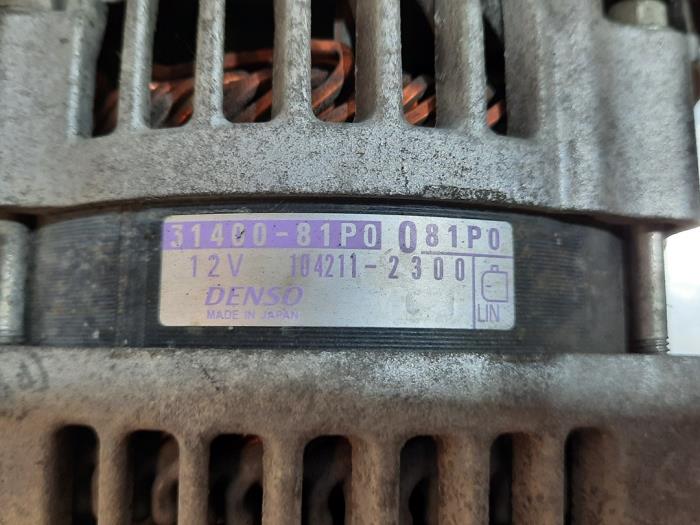 31400-81P0 081P0
12V 104211-2300
DENSO
MADE IN JAPAN
LIN